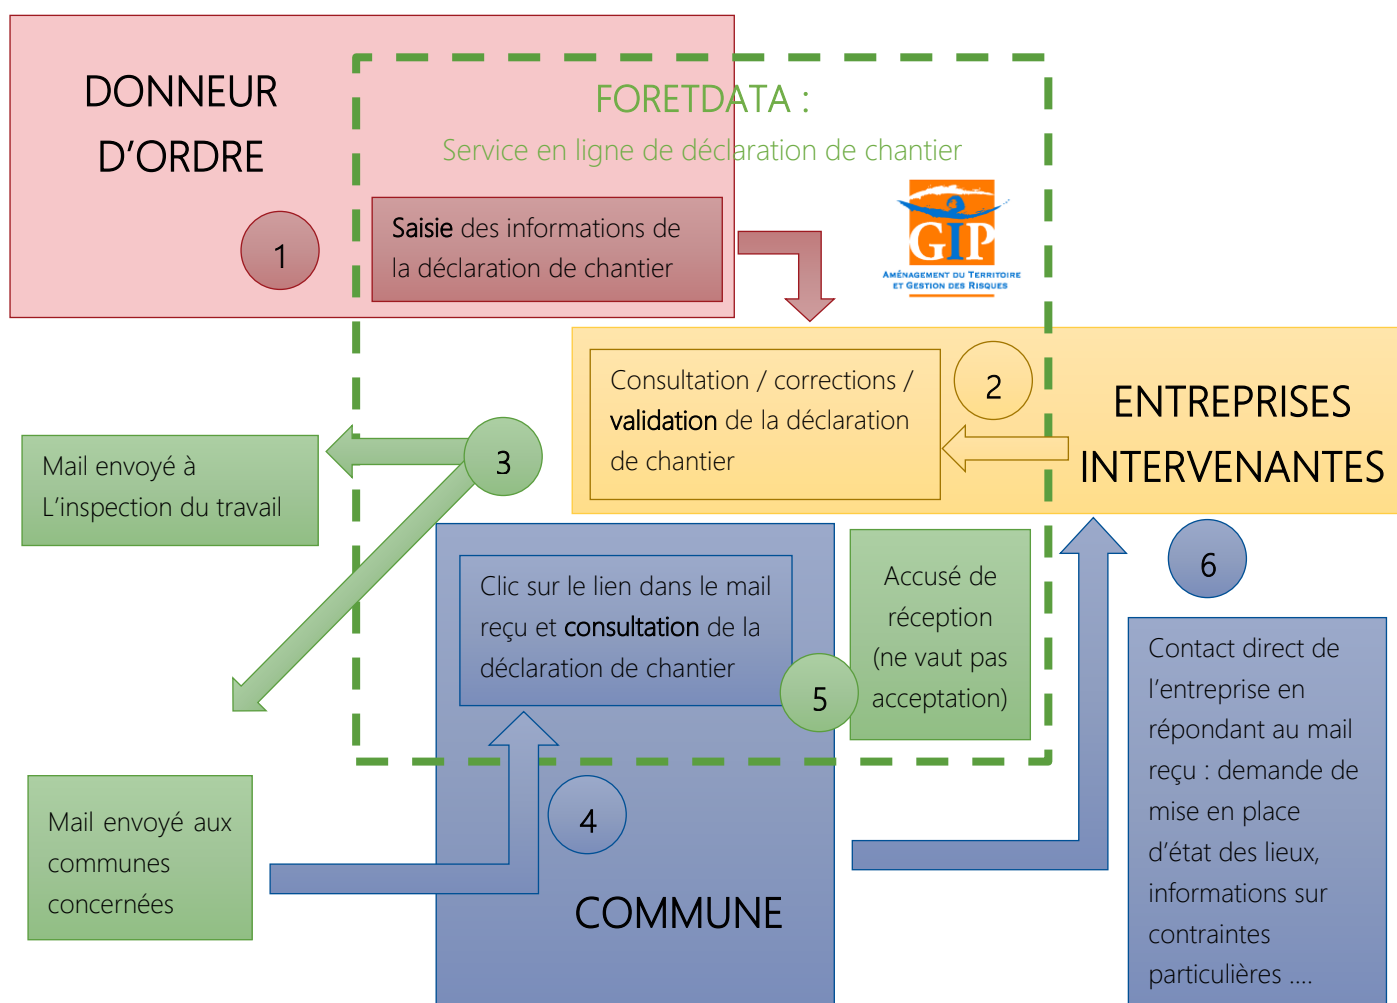 DONNEUR
D’ORDRE
FORETDATA :
Service en ligne de déclaration de chantier
1
Saisie des informations de
la déclaration de chantier
GIP
AMÉNAGEMENT DU TERRITOIRE
ET GESTION DES RISQUES
Consultation / corrections /
validation de la déclaration
de chantier
2
ENTREPRISES
INTERVENANTES
3
Mail envoyé à
L’inspection du travail
Clic sur le lien dans le mail
reçu et consultation de la
déclaration de chantier
5
Accusé de
réception
(ne vaut pas
acceptation)
6
Contact direct de
l’entreprise en
répondant au mail
reçu : demande de
mise en place
d’état des lieux,
informations sur
contraintes
particulières ....
Mail envoyé aux
communes
concernées
4
COMMUNE